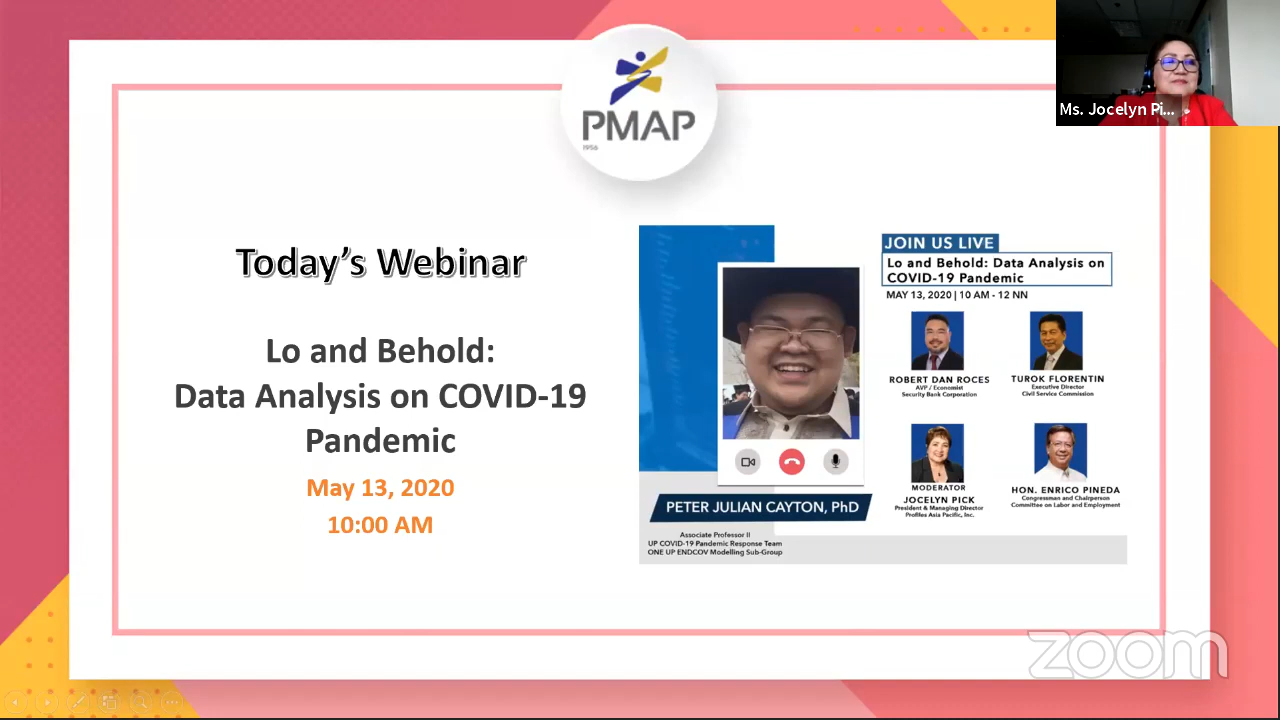 PMAP
1956
Ms. Jocelyn Pi...
Today's Webinar
Lo and Behold:
Data Analysis on COVID-19
Pandemic
May 13, 2020
10:00 AM
JOIN US LIVE
Lo and Behold: Data Analysis on
COVID-19 Pandemic
MAY 13, 2020 | 10 AM - 12 NN
ROBERT DAN ROCES
AVP / Economist
Security Bank Corporation
TUROK FLORENTIN
Executive Director
Civil Service Commission
MODERATOR
JOCELYN PICK
President & Managing Director
Profiles Asia Pacific, Inc.
HON. ENRICO PINEDA
Congressman and Chairperson
Committee on Labor and Employment
PETER JULIAN CAYTON, PhD
Associate Professor II
UP COVID-19 Pandemic Response Team
ONE UP ENDCOV Modelling Sub-Group
zoom